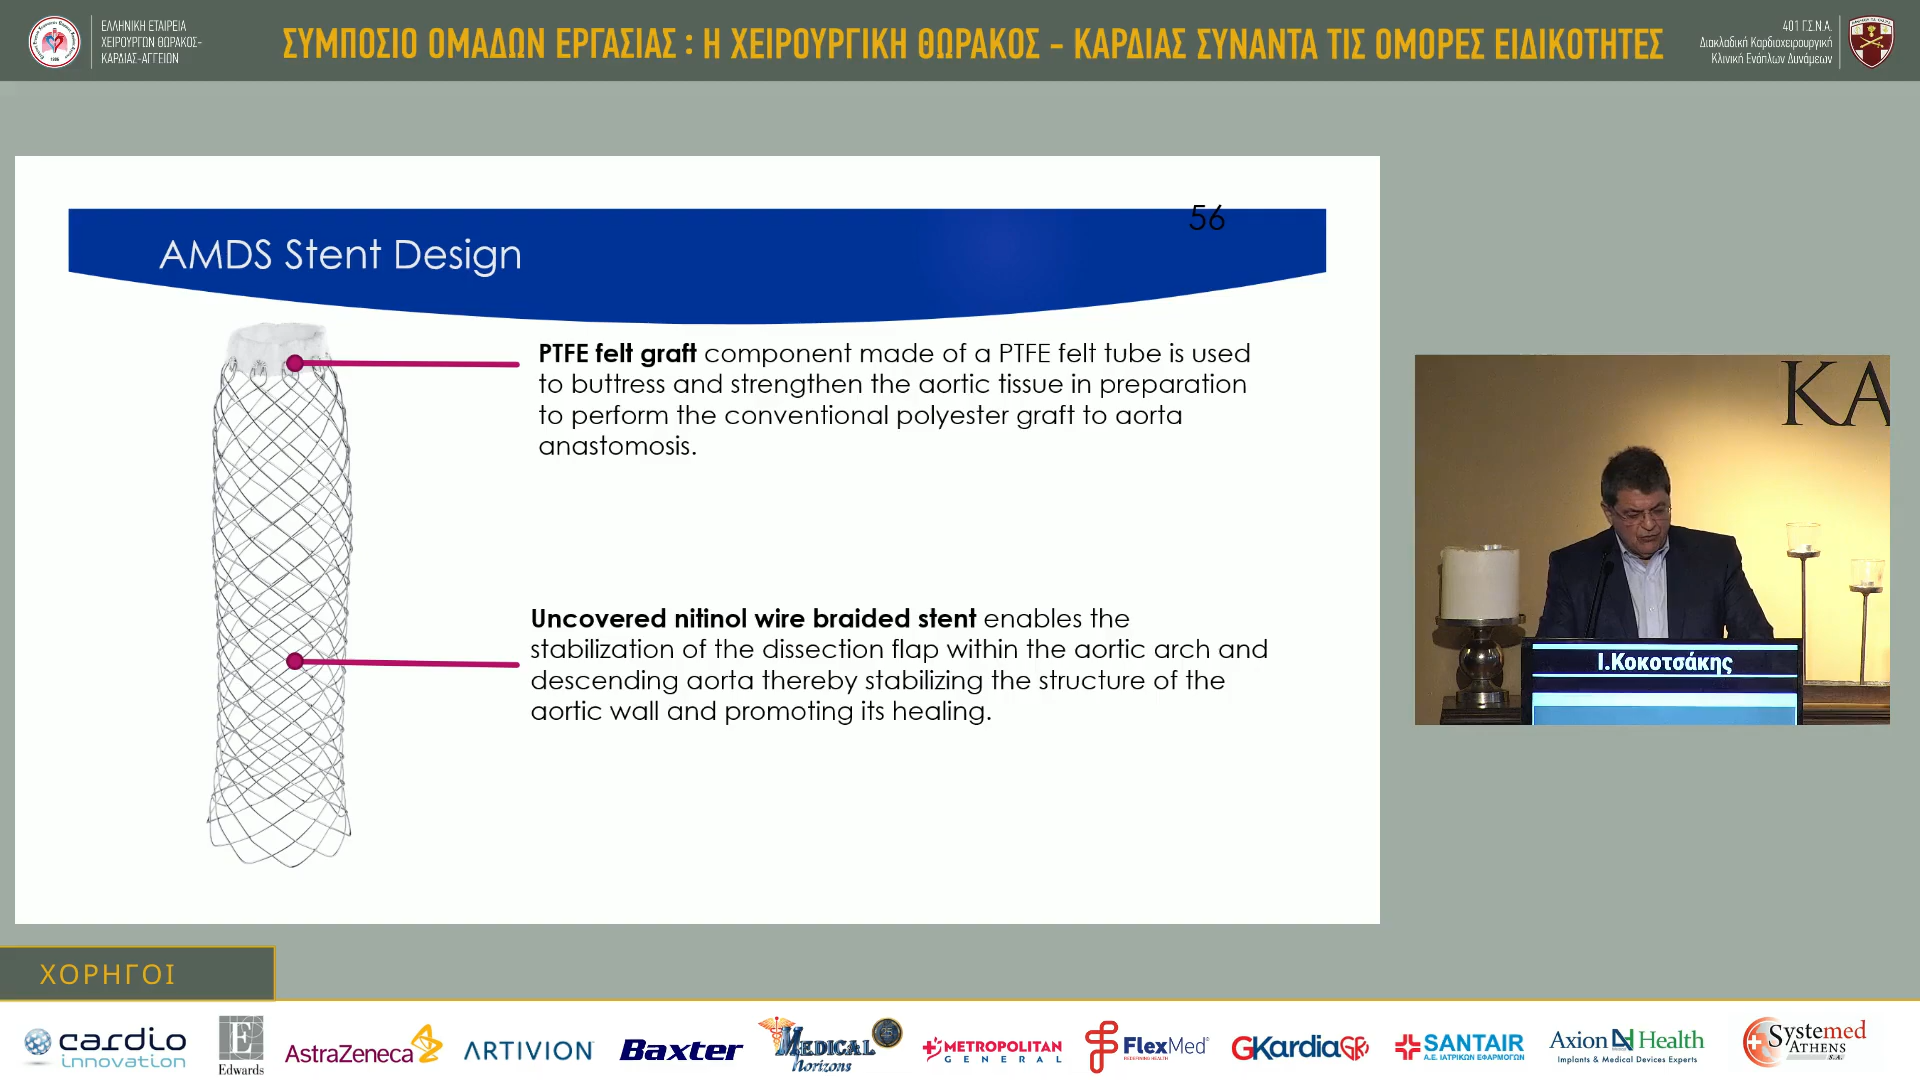 ΕΛΛΗΝΙΚΗ ΕΤΑΙΡΕΙΑ
ΧΕΙΡΟΥΡΓΩΝ ΘΩΡΑΚΟΣ-
ΚΑΡΔΙΑΣ-ΑΓΓΕΙΩΝ
ΣΥΜΠΟΣΙΟ ΟΜΑΔΩΝ ΕΡΓΑΣΙΑΣ : Η ΧΕΙΡΟΥΡΓΙΚΗ ΘΩΡΑΚΟΣ - ΚΑΡΔΙΑΣ ΣΥΝΑΝΤΑ ΤΙΣ ΟΜΟΡΕΣ ΕΙΔΙΚΟΤΗΤΕΣ
401 Γ.Σ.Ν.Α.
Διακλαδική Καρδιοχειρουργική
Κλινική Ενόπλων Δυνάμεων
56
AMDS Stent Design
PTFE felt graft component made of a PTFE felt tube is used
to buttress and strengthen the aortic tissue in preparation
to perform the conventional polyester graft to aorta
anastomosis.
Uncovered nitinol wire braided stent enables the
stabilization of the dissection flap within the aortic arch and
descending aorta thereby stabilizing the structure of the
aortic wall and promoting its healing.
KA
Ι.Κοκοτσάκης
ΧΟΡΗΓΟΙ
cardio
innovation
Edwards
AstraZeneca
ARTIVION
Baxter
MEDICAL
Horizons
METROPOLITAN
GENERAL
FlexMed
REDEFINING HEALTH
GKardia
SANTAIR
Α.Ε. ΙΑΤΡΙΚΩΝ ΕΦΑΡΜΟΓΩΝ
Axion Health
Implants & Medical Devices Experts
Systemed
ATHENS
S.A.